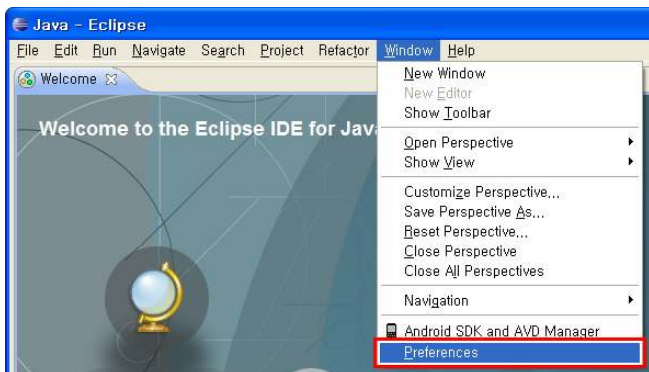 Java - Eclipse
File Edit Run Navigate Search Project Refactor Window Help
Welcome
Welcome to the Eclipse IDE for Jav
New Window
New Editor
Show Toolbar
Open Perspective
Show View
Customize Perspective...
Save Perspective As...
Reset Perspective...
Close Perspective
Close All Perspectives
Navigation
Android SDK and AVD Manager
Preferences